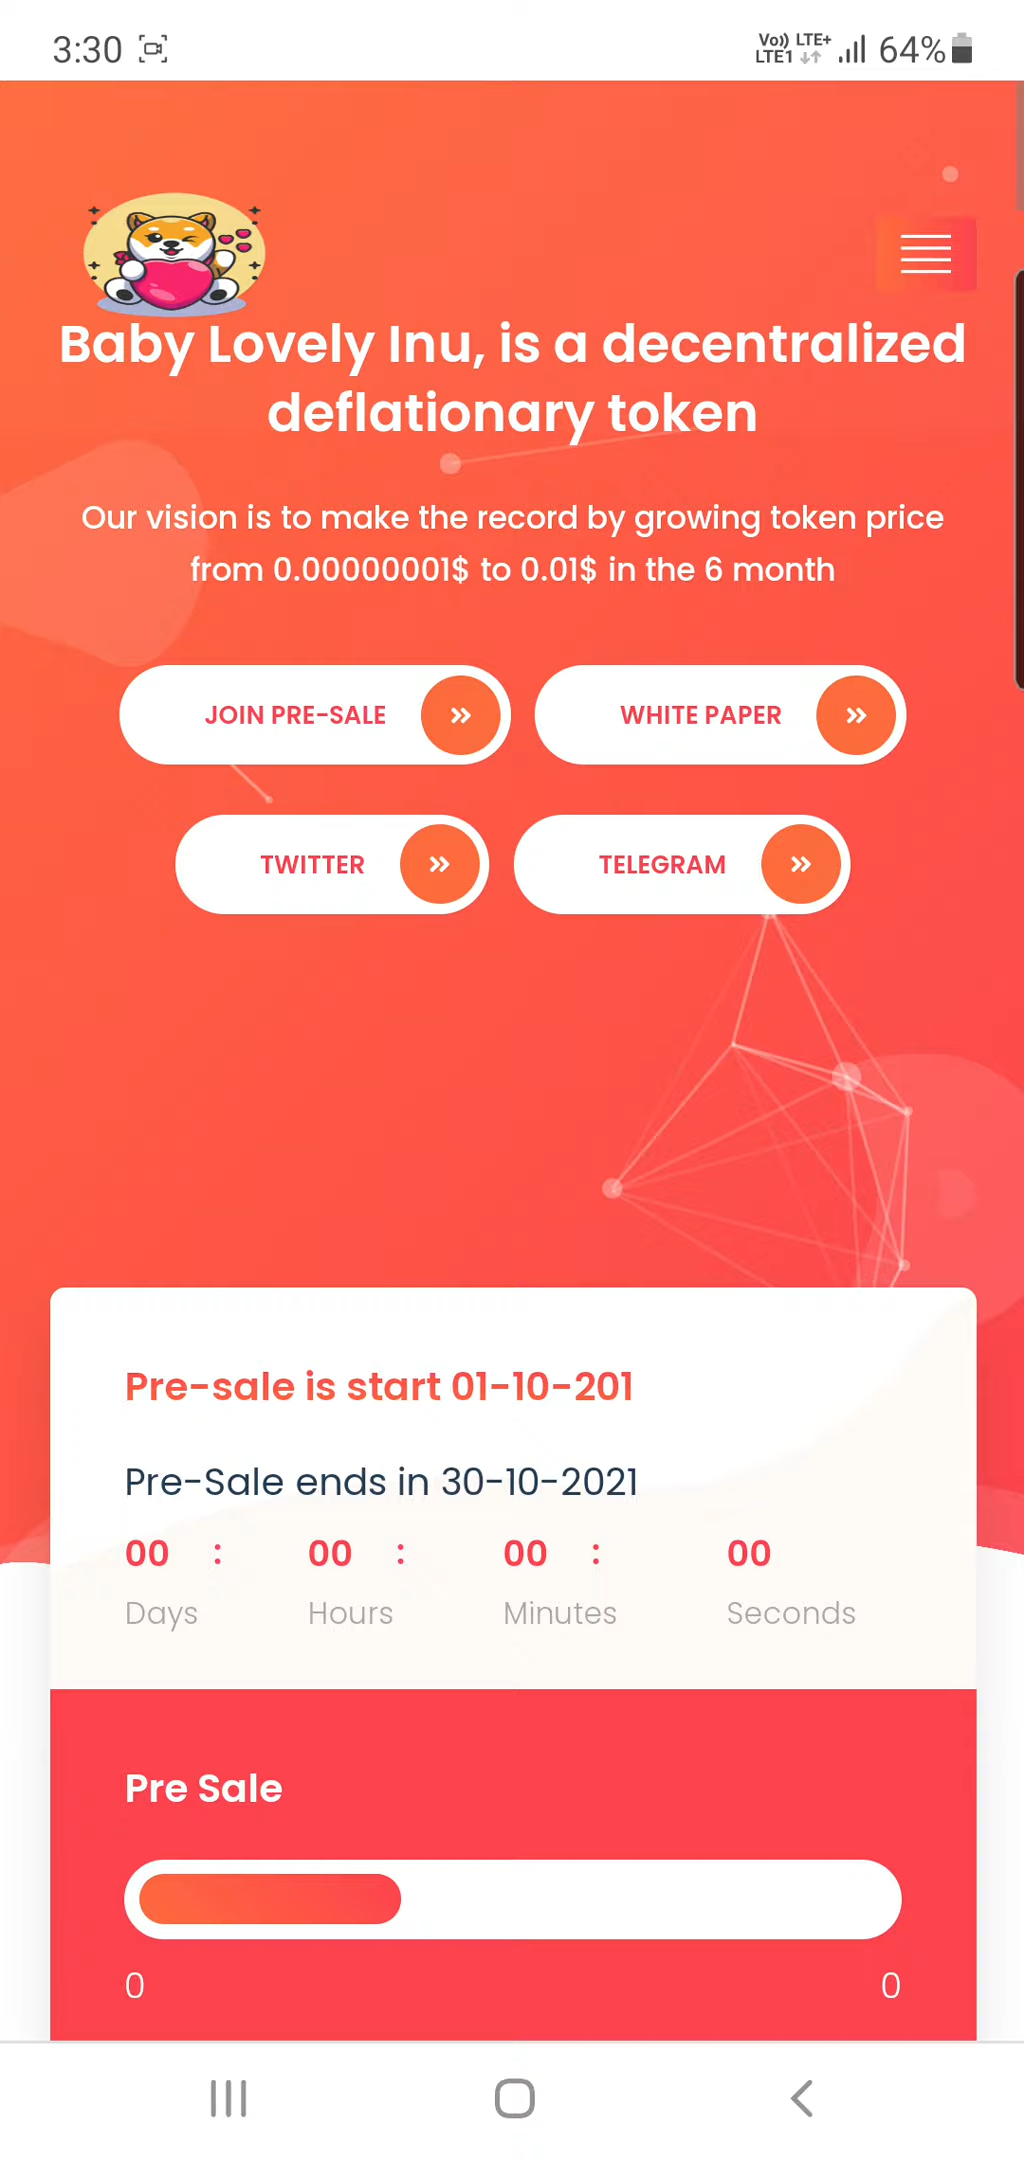 3:30
Vo)) LTE+
LTE1
64%
Baby Lovely Inu, is a decentralized
deflationary token
Our vision is to make the record by growing token price
from 0.00000001$ to 0.01$ in the 6 month
JOIN PRE-SALE
WHITE PAPER
TWITTER
TELEGRAM
Pre-sale is start 01-10-201
Pre-Sale ends in 30-10-2021
00 : 00 : 00 : 00
Days Hours Minutes Seconds
Pre Sale
0 0